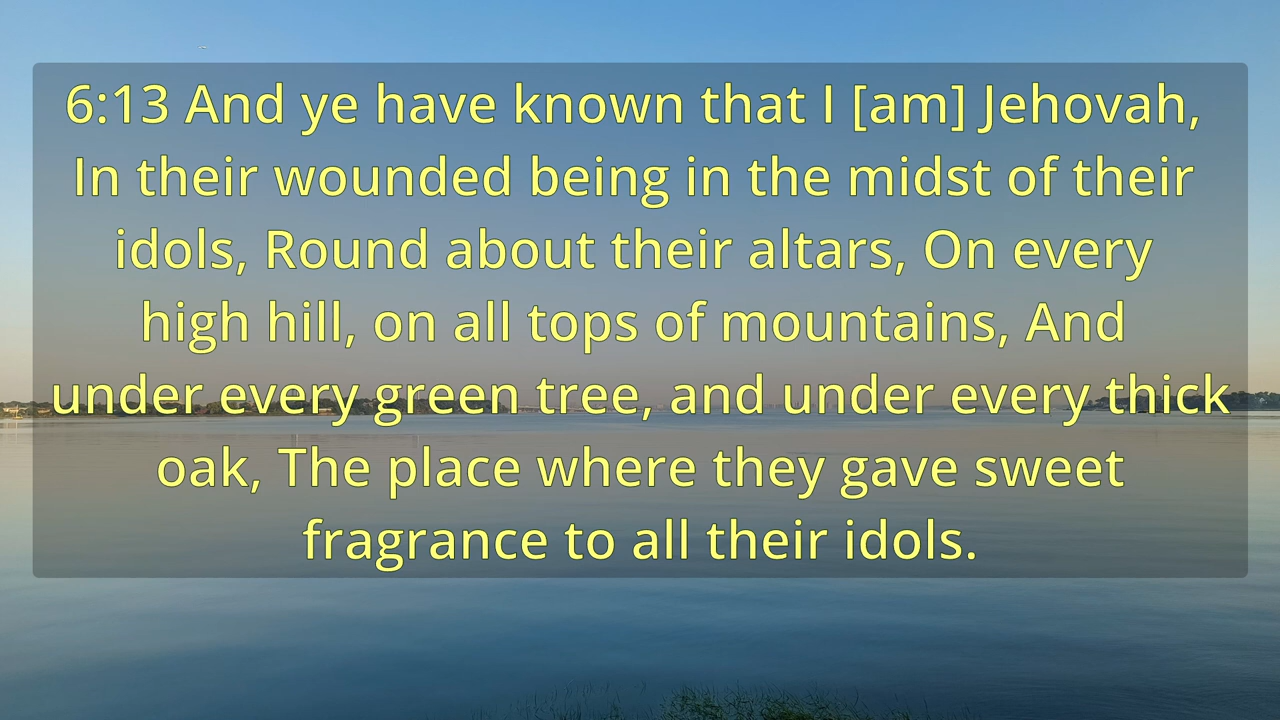 6:13 And ye have known that I [am] Jehovah,
In their wounded being in the midst of their
idols, Round about their altars, On every
high hill, on all tops of mountains, And
under every green tree, and under every thick
oak, The place where they gave sweet
fragrance to all their idols.